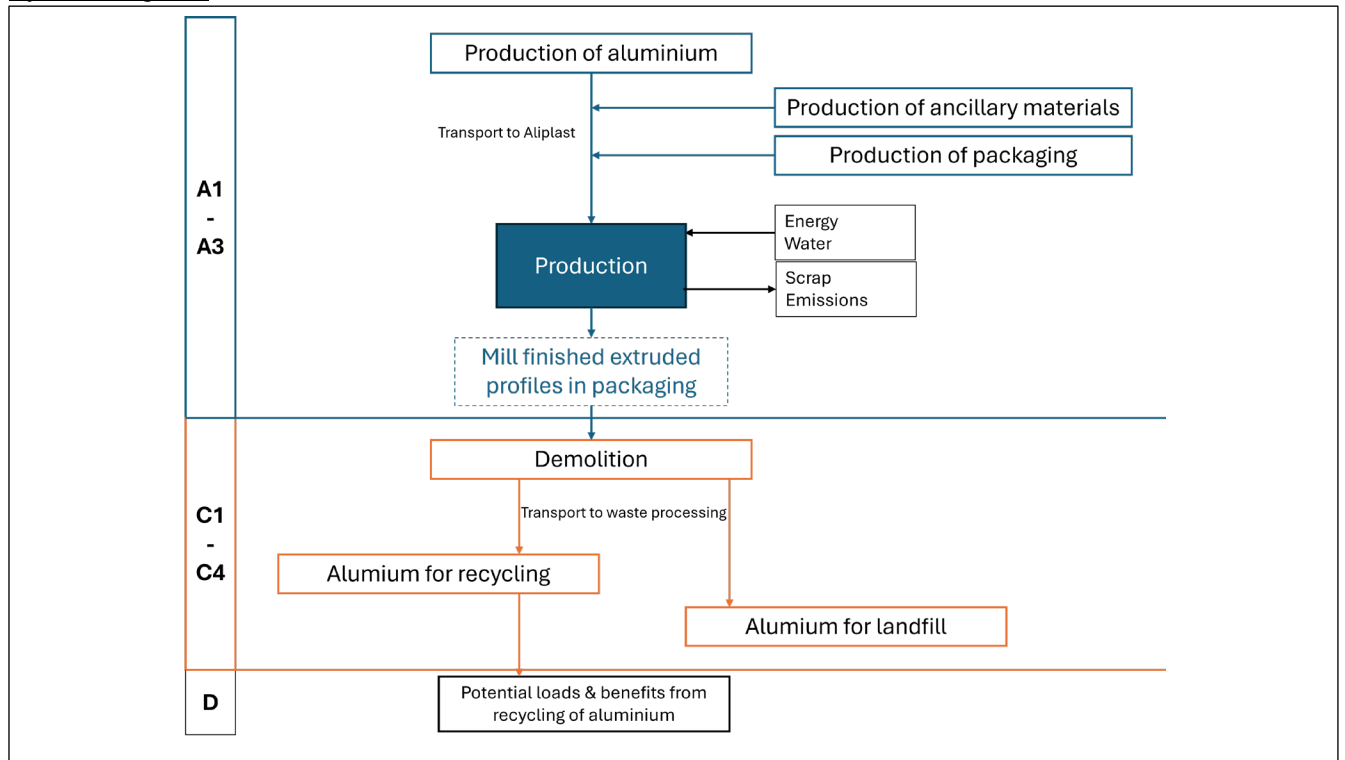 Production of aluminium
Production of ancillary materials
Transport to Aliplast
Production of packaging
A1
-
A3
Energy
Water
Production
Scrap
Emissions
Mill finished extruded
profiles in packaging
Demolition
C1
-
C4
Transport to waste processing
Alumium for recycling
Alumium for landfill
D
Potential loads & benefits from
recycling of aluminium